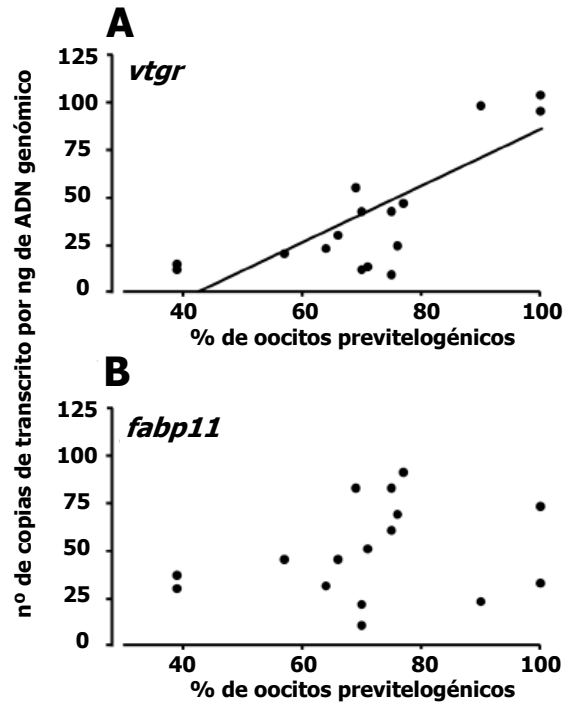 A
vtgr
125
100
75
50
25
0
40 60 80 100
% de oocitos previtelogénicos
B
fabp11
125
100
75
50
25
0
40 60 80 100
% de oocitos previtelogénicos
nº de copias de transcrito por ng de ADN genómico